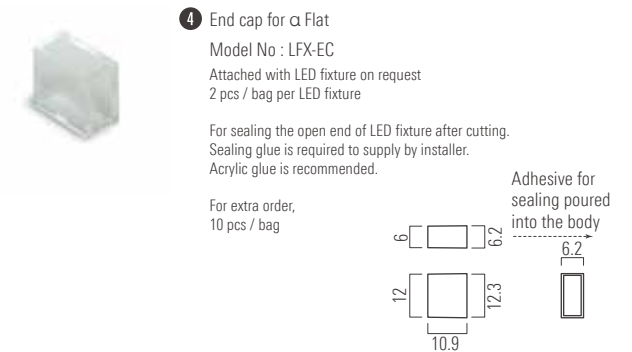 4 End cap for α Flat
Model No : LFX-EC
Attached with LED fixture on request
2 pcs / bag per LED fixture
For sealing the open end of LED fixture after cutting.
Sealing glue is required to supply by installer.
Acrylic glue is recommended.
For extra order,
10 pcs / bag
Adhesive for
sealing poured
into the body
6
6.2
6.2
12
12.3
10.9